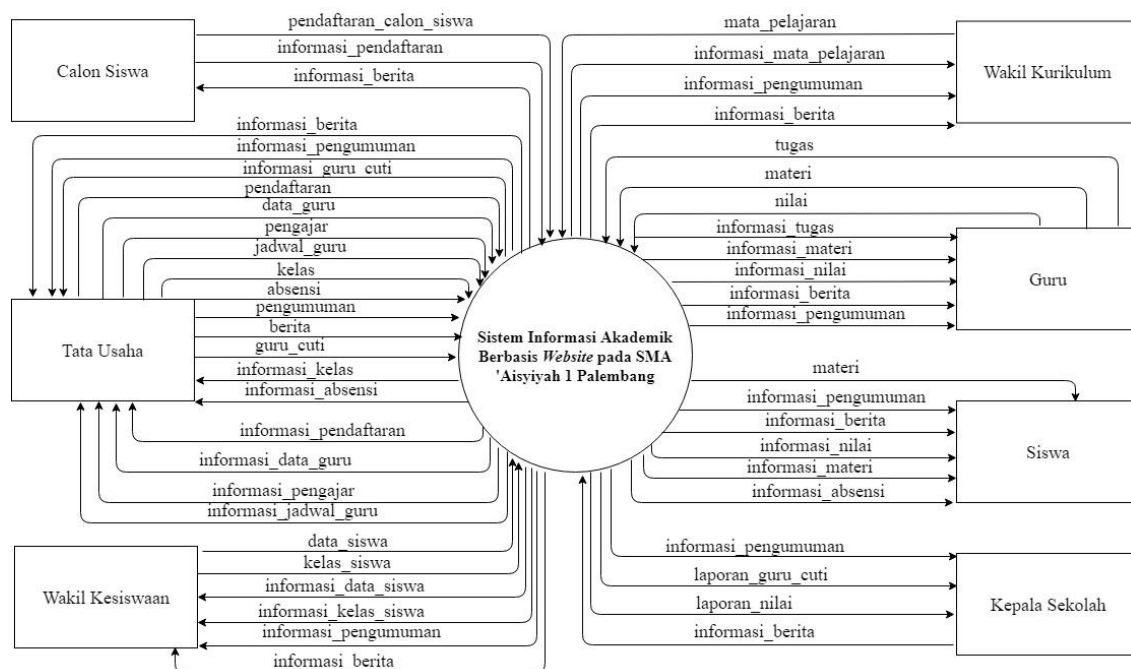 pendaftaran_calon_siswa
informasi_pendaftaran
informasi_berita
Calon Siswa
mata_pelajaran
informasi_mata_pelajaran
informasi_pengumuman
informasi_berita
Wakil Kurikulum
informasi_berita
informasi_pengumuman
informasi_guru_cuti
pendaftaran
data_guru
pengajar
jadwal_guru
kelas
absensi
pengumuman
berita
guru_cuti
informasi_kelas
informasi_absensi
Tata Usaha
informasi_pendaftaran
informasi_data_guru
informasi_pengajar
informasi_jadwal_guru
Sistem Informasi Akademik
Berbasis Website pada SMA
'Aisyiyah 1 Palembang
tugas
materi
nilai
informasi_tugas
informasi_materi
informasi_nilai
informasi_berita
informasi_pengumuman
Guru
materi
informasi_pengumuman
informasi_berita
informasi_nilai
informasi_materi
informasi_absensi
Siswa
data_siswa
kelas_siswa
informasi_data_siswa
informasi_kelas_siswa
informasi_pengumuman
informasi_berita
Wakil Kesiswaan
informasi_pengumuman
laporan_guru_cuti
laporan_nilai
informasi_berita
Kepala Sekolah